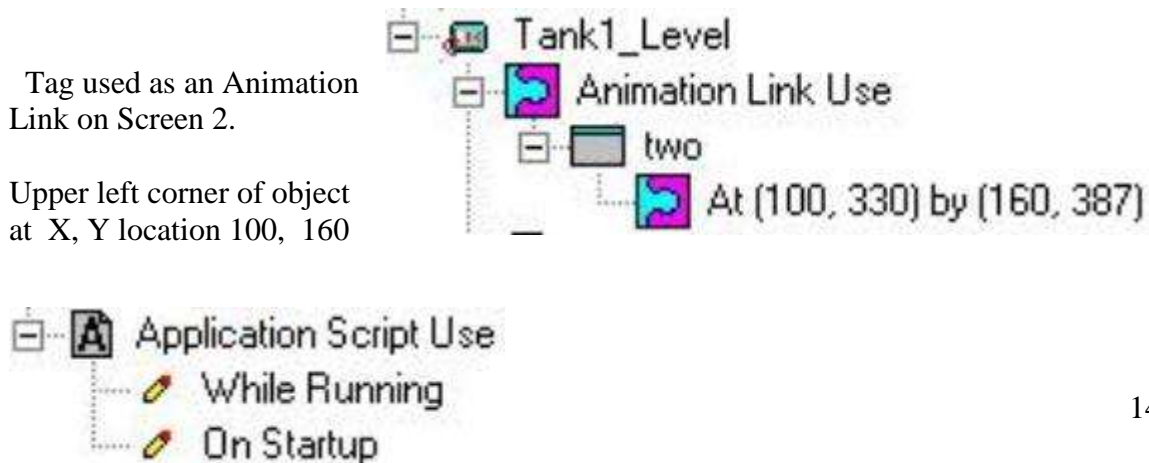 Tank1_Level
Tag used as an Animation
Link on Screen 2.
Animation Link Use
two
Upper left corner of object
at X, Y location 100, 160
At (100, 330) by (160, 387)
Application Script Use
While Running
On Startup
14